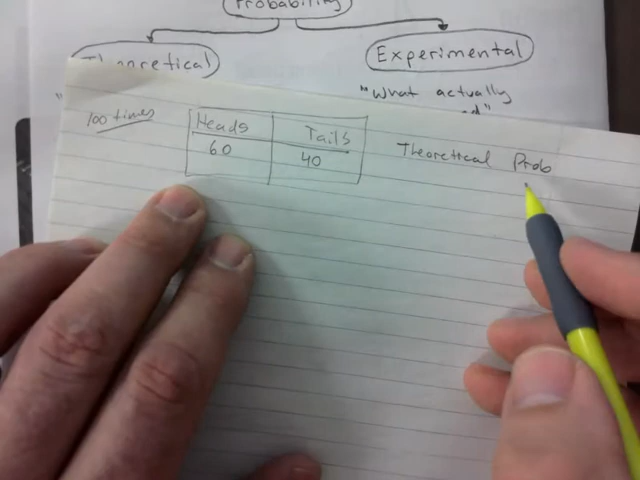 Probability
Theoretical
Experimental
"What actually
100 times
Heads Tails
60 40
Theoretical Prob